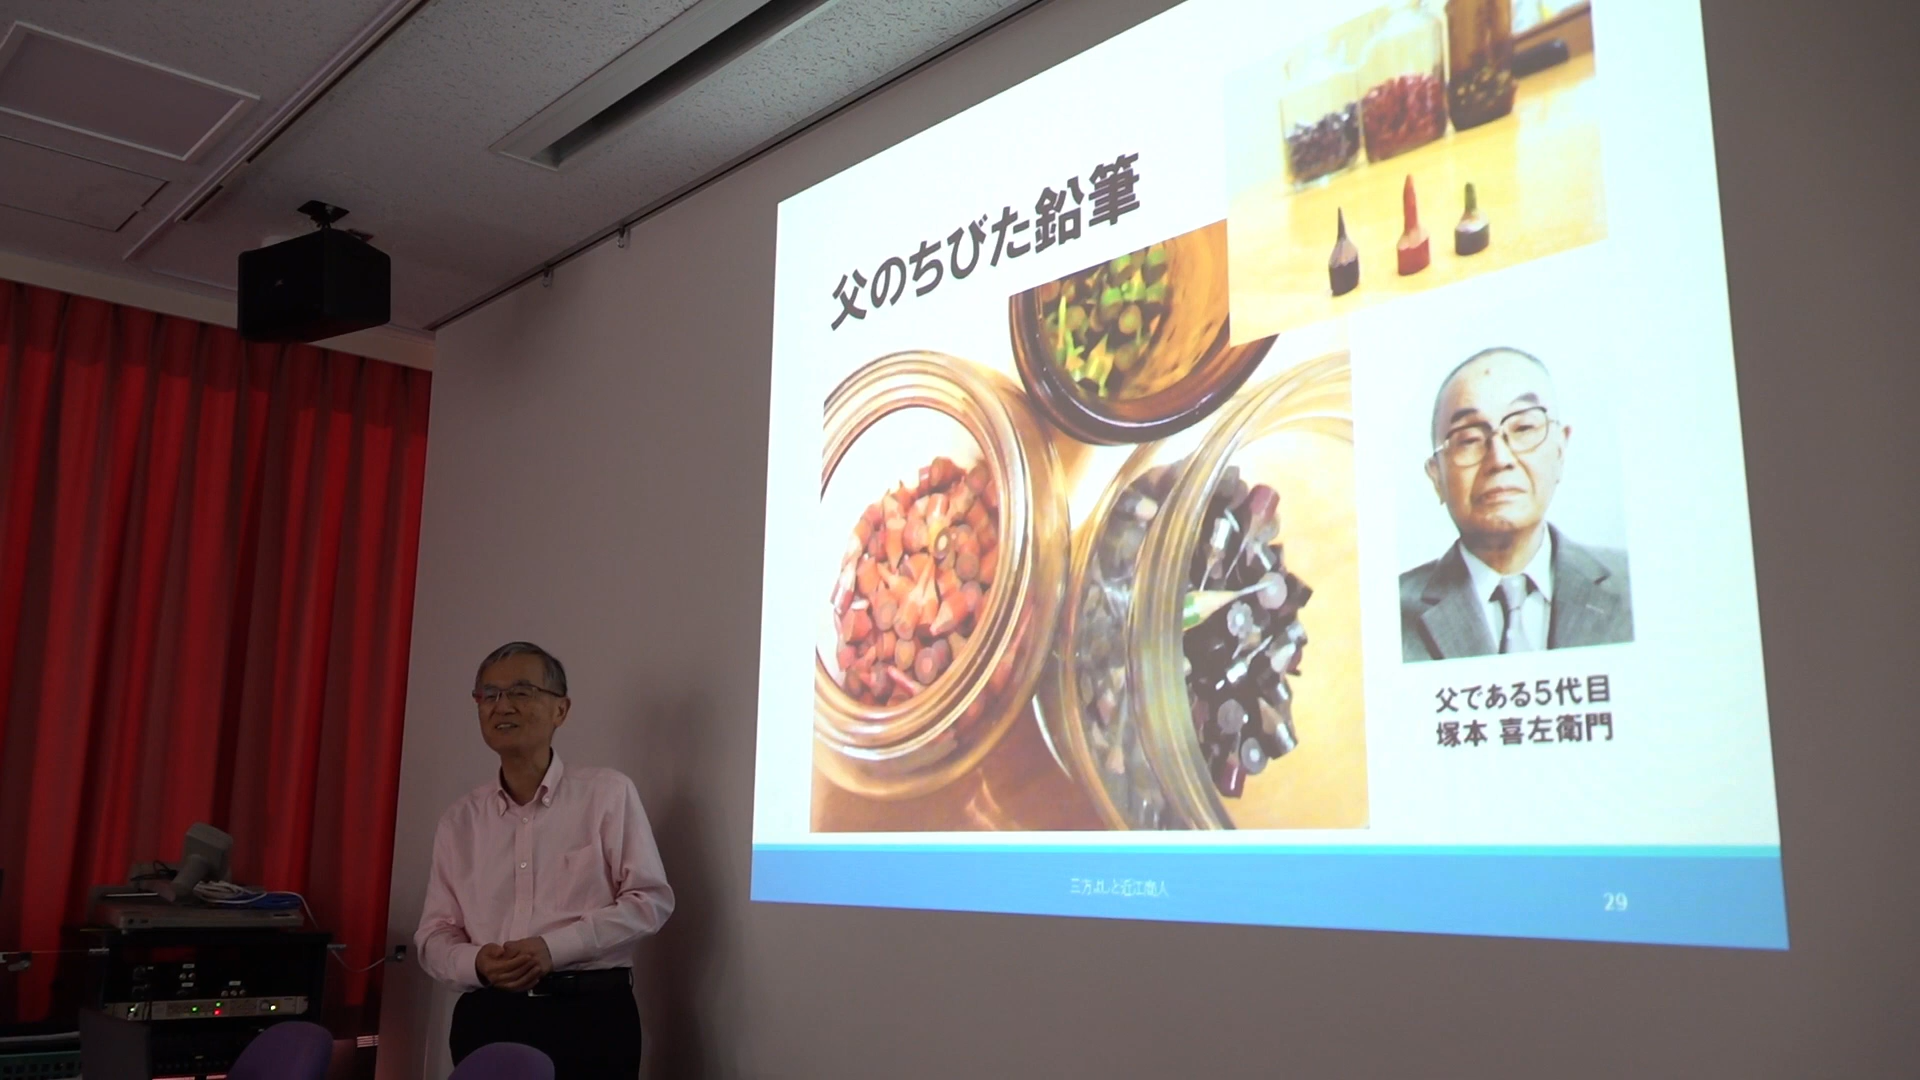 父のちびた鉛筆
父である5代目
塚本 喜左衛門
三方よしと近江商人
29